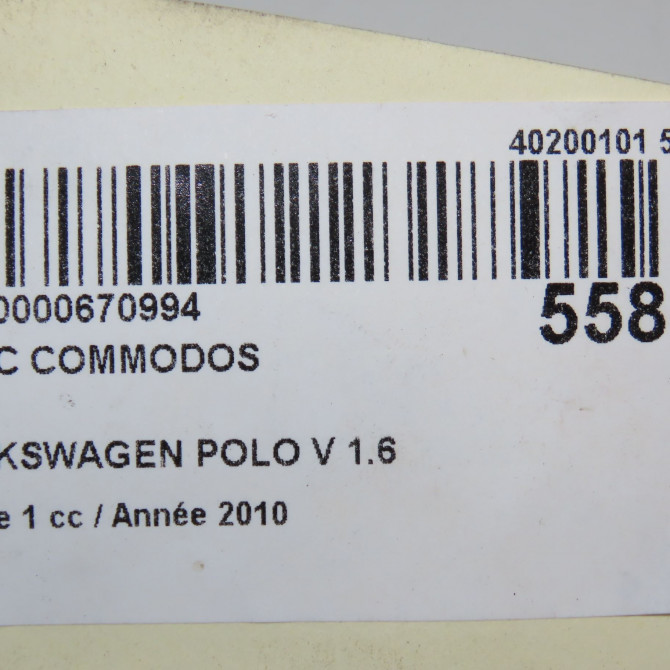 40200101 5
0000670994
558
C COMMODOS
KSWAGEN POLO V 1.6
e 1 cc / Année 2010